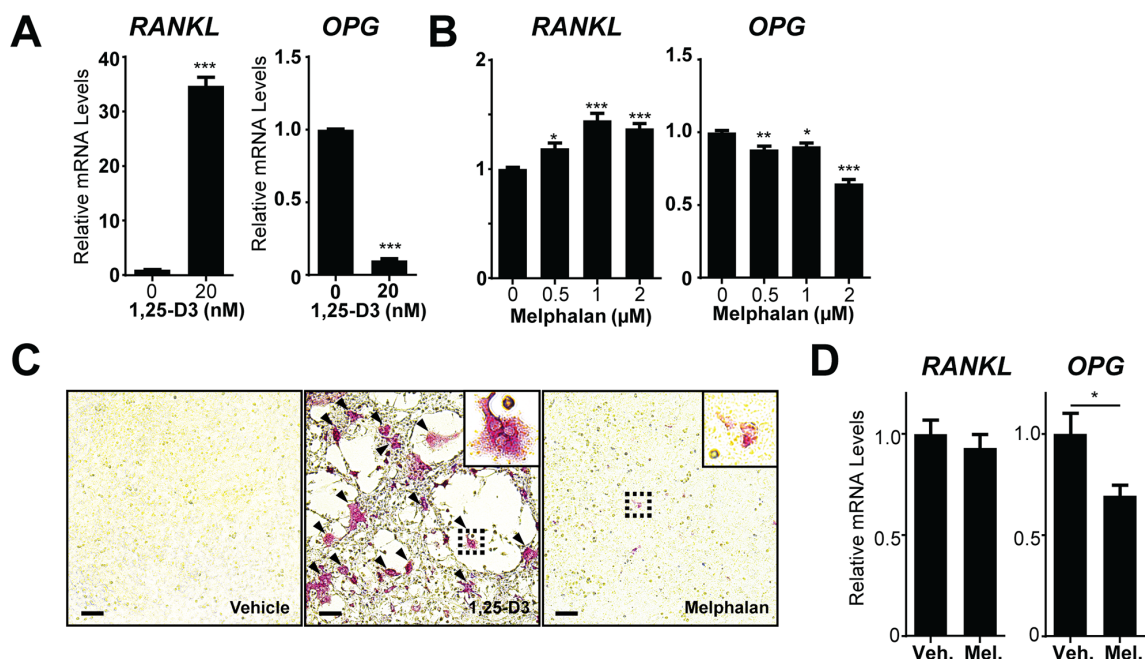 A
RANKL
OPG
Relative mRNA Levels
40
30
20
10
0
***
0
20
1,25-D3 (nM)
Relative mRNA Levels
1.5
1.0
0.5
0
***
0
20
1,25-D3 (nM)
B
RANKL
OPG
2
1
0
*
***
***
0
0.5
1
2
Melphalan (µM)
1.5
1.0
0.5
0
**
*
***
0
0.5
1
2
Melphalan (µM)
C
Vehicle
1,25-D3
Melphalan
D
RANKL
OPG
Relative mRNA Levels
1.0
0.5
0
Veh.
Mel.
1.0
0.5
0
*
Veh.
Mel.